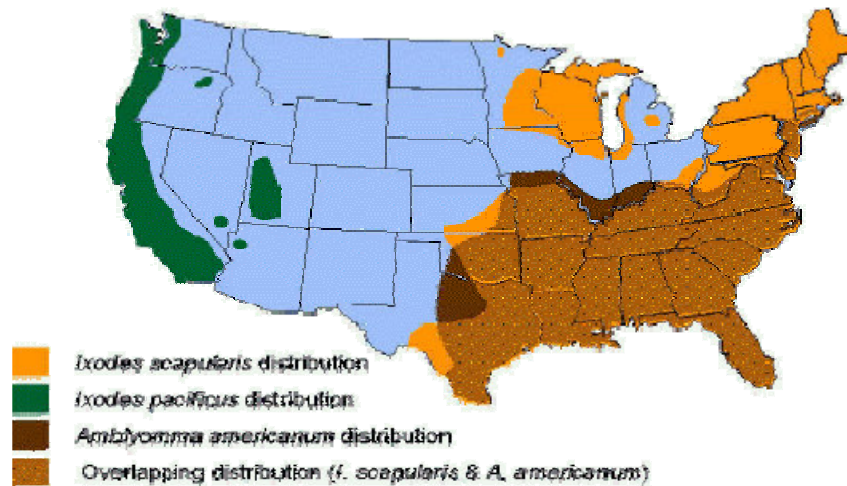 Ixodes scapularis distribution
Ixodes pacificus distribution
Amblyomma americanum distribution
Overlapping distribution (I. scapularis & A. americanum)